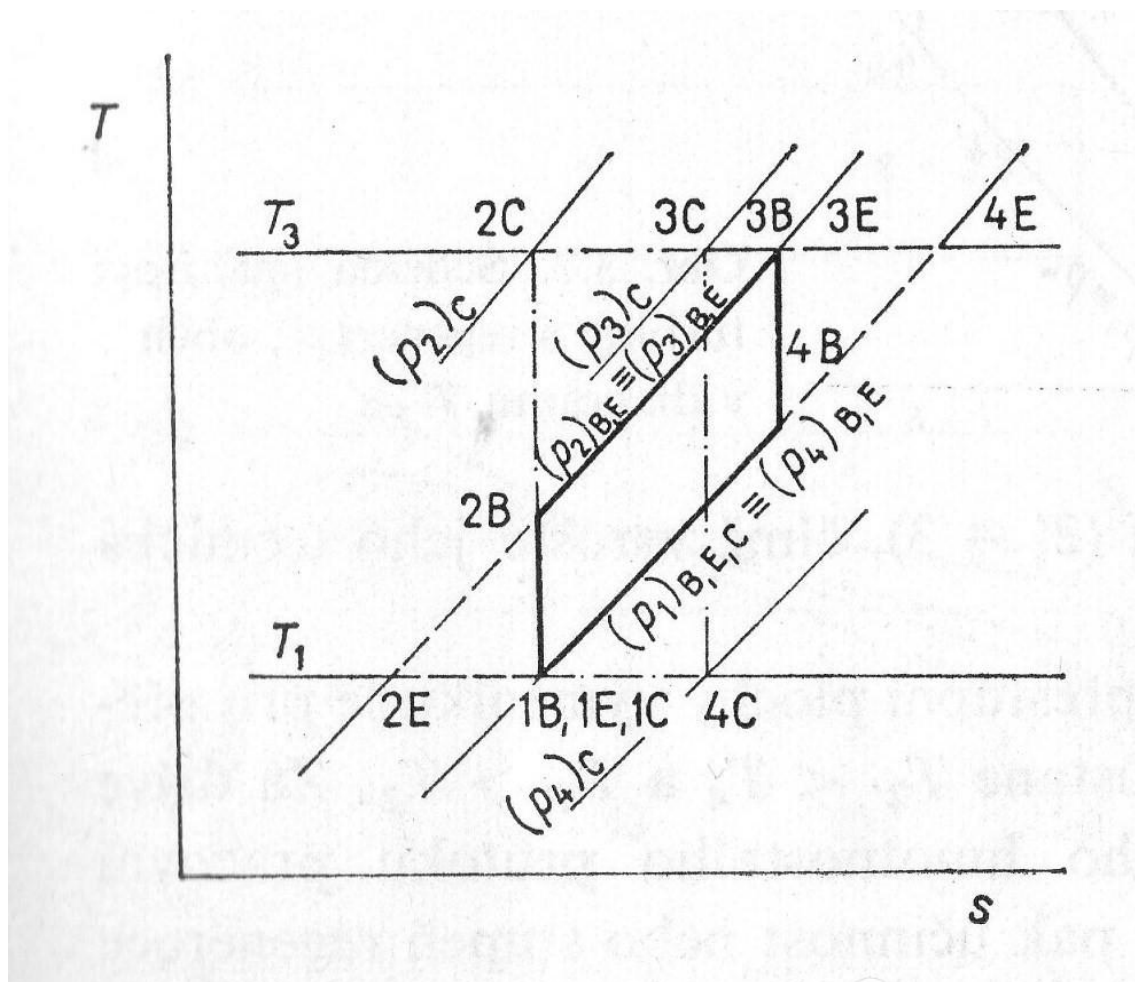 T
T₃ 2C 3C 3B 3E 4E
(p₂)C
(p₃)C
(p₂)B,E ≡ (p₃)B,E
4B
2B
(p₁)B,E,C ≡ (p₄)B,E
T₁
2E 1B, 1E, 1C 4C
(p₄)C
s